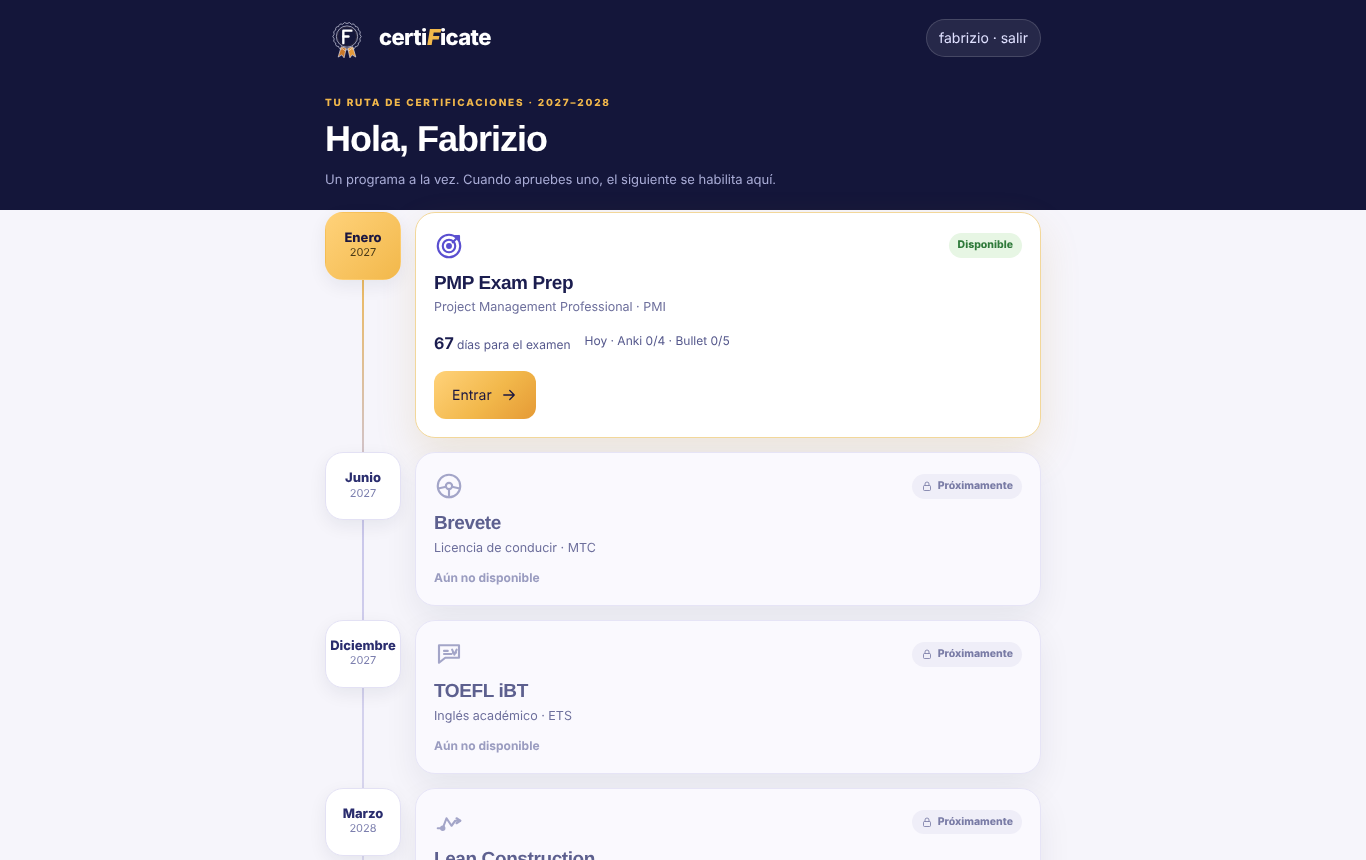 F certiFicate
fabrizio · salir
TU RUTA DE CERTIFICACIONES · 2027–2028
Hola, Fabrizio
Un programa a la vez. Cuando apruebes uno, el siguiente se habilita aquí.
Enero
2027
Disponible
PMP Exam Prep
Project Management Professional · PMI
67 días para el examen
Hoy · Anki 0/4 · Bullet 0/5
Entrar →
Junio
2027
Próximamente
Brevete
Licencia de conducir · MTC
Aún no disponible
Diciembre
2027
Próximamente
TOEFL iBT
Inglés académico · ETS
Aún no disponible
Marzo
2028
Próximamente
Lean Construction